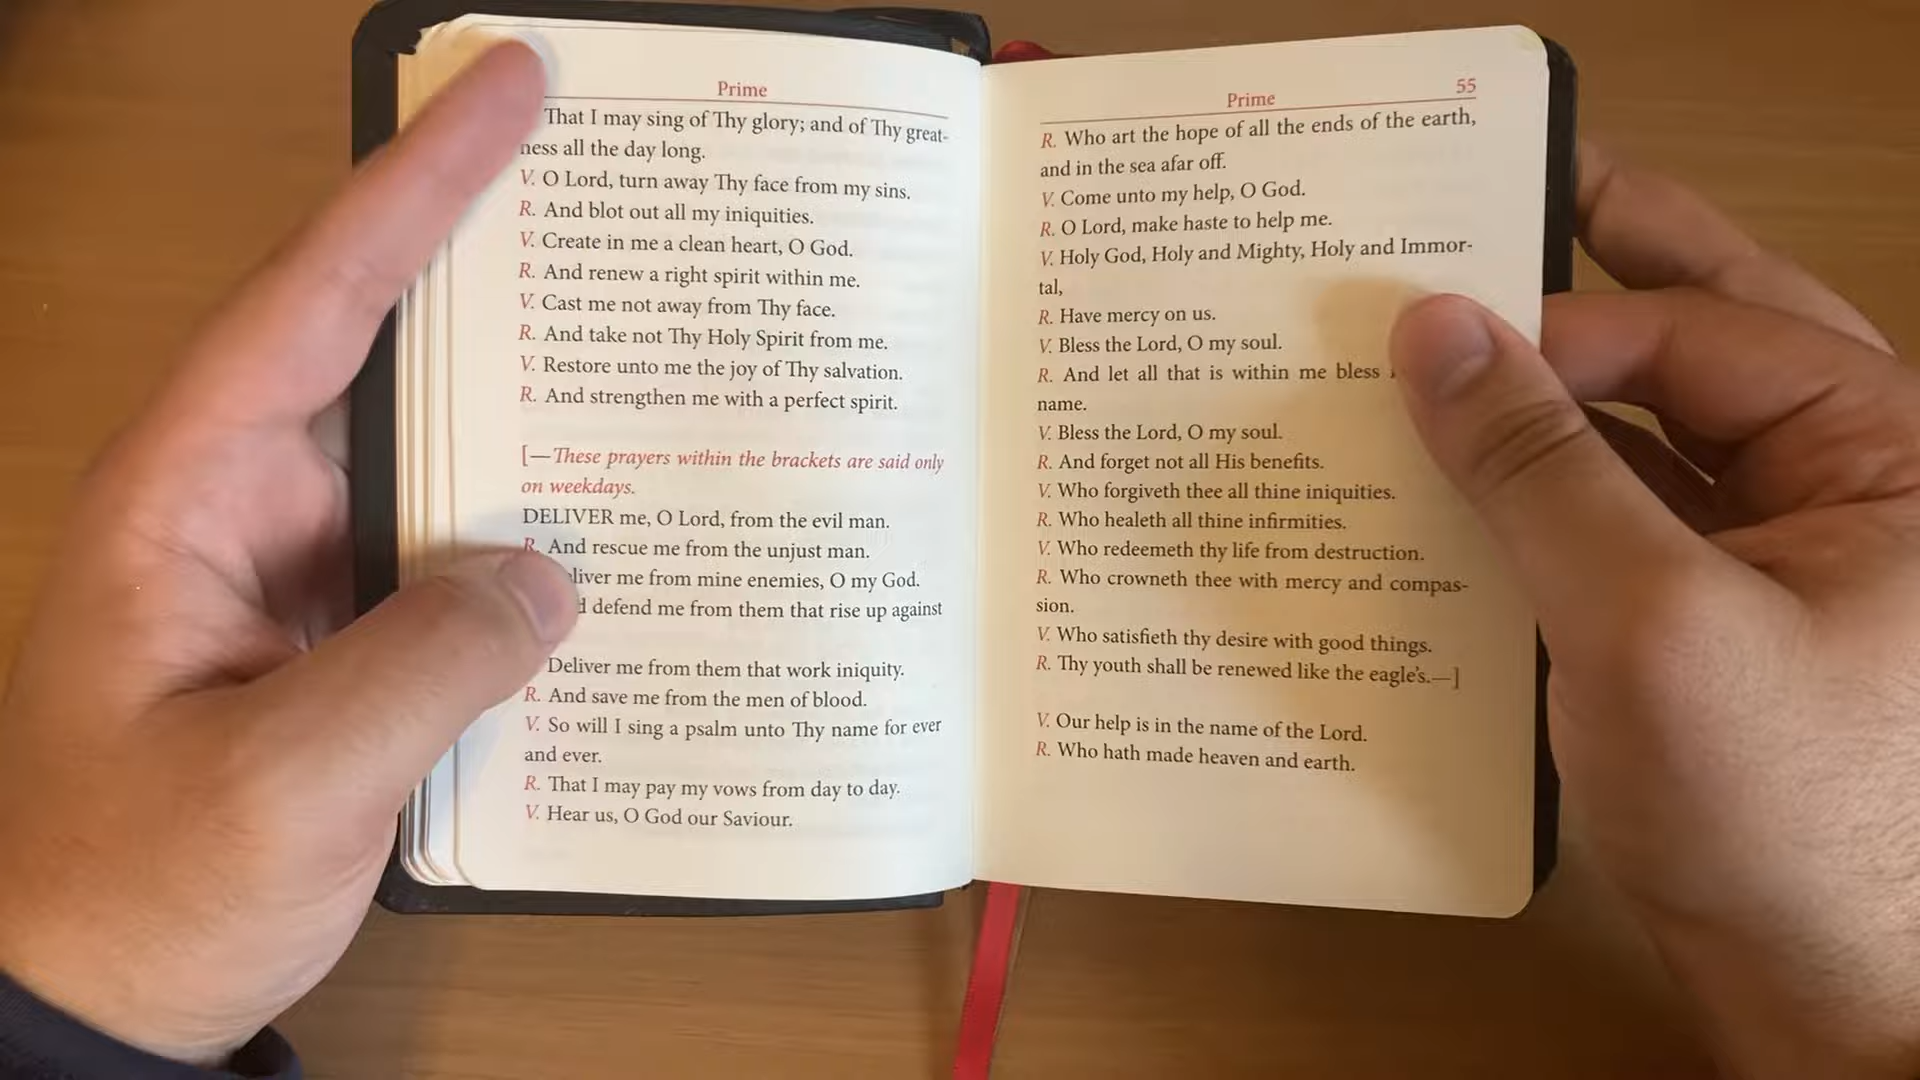 Prime
That I may sing of Thy glory; and of Thy great-
ness all the day long.
V. O Lord, turn away Thy face from my sins.
R. And blot out all my iniquities.
V. Create in me a clean heart, O God.
R. And renew a right spirit within me.
V. Cast me not away from Thy face.
R. And take not Thy Holy Spirit from me.
V. Restore unto me the joy of Thy salvation.
R. And strengthen me with a perfect spirit.
[—These prayers within the brackets are said only
on weekdays.
DELIVER me, O Lord, from the evil man.
R. And rescue me from the unjust man.
me from mine enemies, O my God.
defend me from them that rise up against
Deliver me from them that work iniquity.
R. And save me from the men of blood.
V. So will I sing a psalm unto Thy name for ever
and ever.
R. That I may pay my vows from day to day.
V. Hear us, O God our Saviour.
Prime 55
R. Who art the hope of all the ends of the earth,
and in the sea afar off.
V. Come unto my help, O God.
R. O Lord, make haste to help me.
V. Holy God, Holy and Mighty, Holy and Immor-
tal,
R. Have mercy on us.
V. Bless the Lord, O my soul.
R. And let all that is within me bless
name.
V. Bless the Lord, O my soul.
R. And forget not all His benefits.
V. Who forgiveth thee all thine iniquities.
R. Who healeth all thine infirmities.
V. Who redeemeth thy life from destruction.
R. Who crowneth thee with mercy and compas-
sion.
V. Who satisfieth thy desire with good things.
R. Thy youth shall be renewed like the eagle's.—]
V. Our help is in the name of the Lord.
R. Who hath made heaven and earth.